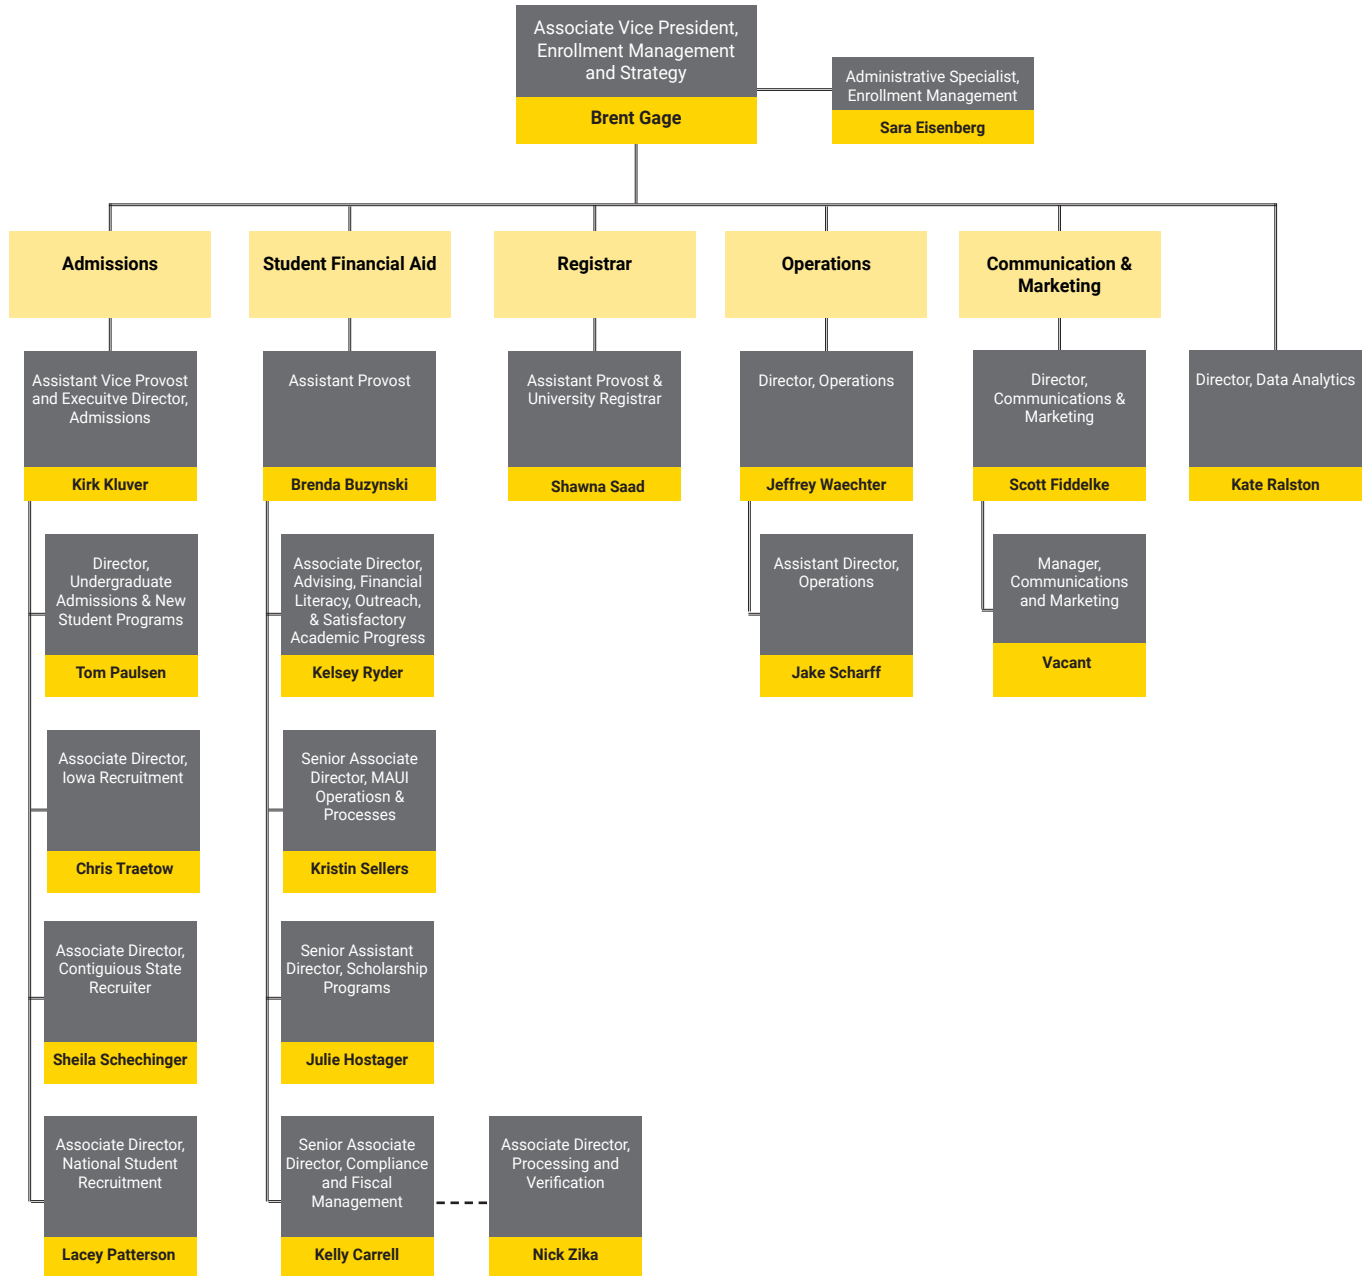 Associate Vice President,
Enrollment Management
and Strategy
Brent Gage
Administrative Specialist,
Enrollment Management
Sara Eisenberg
Admissions
Student Financial Aid
Registrar
Operations
Communication &
Marketing
Assistant Vice Provost
and Execuitve Director,
Admissions
Kirk Kluver
Assistant Provost
Brenda Buzynski
Assistant Provost &
University Registrar
Shawna Saad
Director, Operations
Jeffrey Waechter
Director,
Communications &
Marketing
Scott Fiddelke
Director, Data Analytics
Kate Ralston
Director,
Undergraduate
Admissions & New
Student Programs
Tom Paulsen
Associate Director,
Advising, Financial
Literacy, Outreach,
& Satisfactory
Academic Progress
Kelsey Ryder
Assistant Director,
Operations
Jake Scharff
Manager,
Communications
and Marketing
Vacant
Associate Director,
Iowa Recruitment
Chris Traetow
Senior Associate
Director, MAUI
Operatiosn &
Processes
Kristin Sellers
Associate Director,
Contiguious State
Recruiter
Sheila Schechinger
Senior Assistant
Director, Scholarship
Programs
Julie Hostager
Associate Director,
National Student
Recruitment
Lacey Patterson
Senior Associate
Director, Compliance
and Fiscal
Management
Kelly Carrell
Associate Director,
Processing and
Verification
Nick Zika